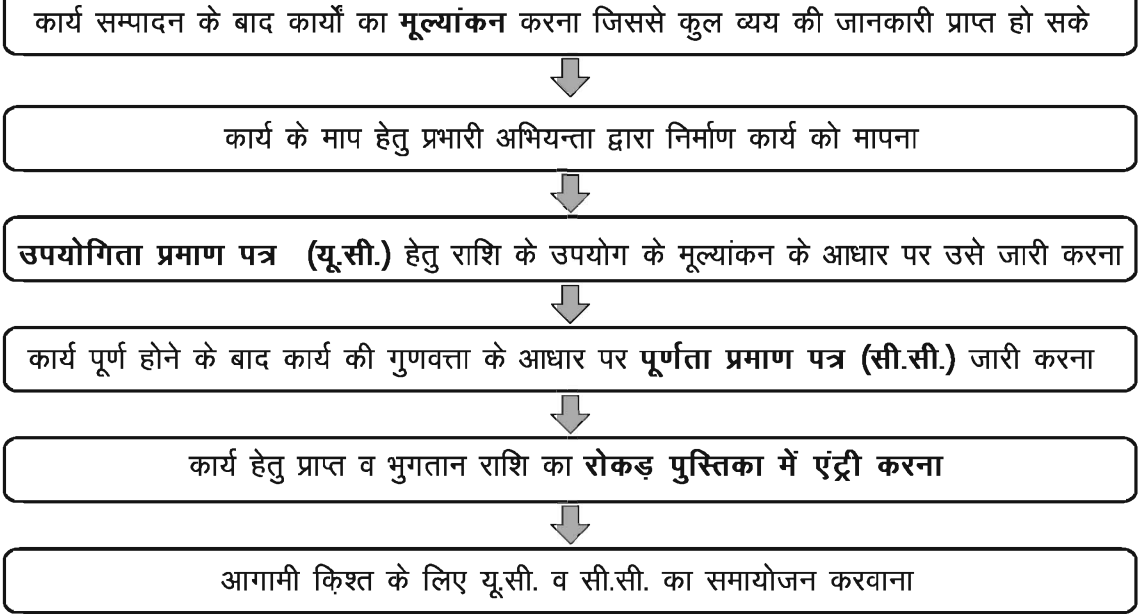 कार्य सम्पादन के बाद कार्यों का मूल्यांकन करना जिससे कुल व्यय की जानकारी प्राप्त हो सके
कार्य के माप हेतु प्रभारी अभियन्ता द्वारा निर्माण कार्य को मापना
उपयोगिता प्रमाण पत्र (यू.सी.) हेतु राशि के उपयोग के मूल्यांकन के आधार पर उसे जारी करना
कार्य पूर्ण होने के बाद कार्य की गुणवत्ता के आधार पर पूर्णता प्रमाण पत्र (सी.सी.) जारी करना
कार्य हेतु प्राप्त व भुगतान राशि का रोकड़ पुस्तिका में एंट्री करना
आगामी क़िश्त के लिए यू.सी. व सी.सी. का समायोजन करवाना